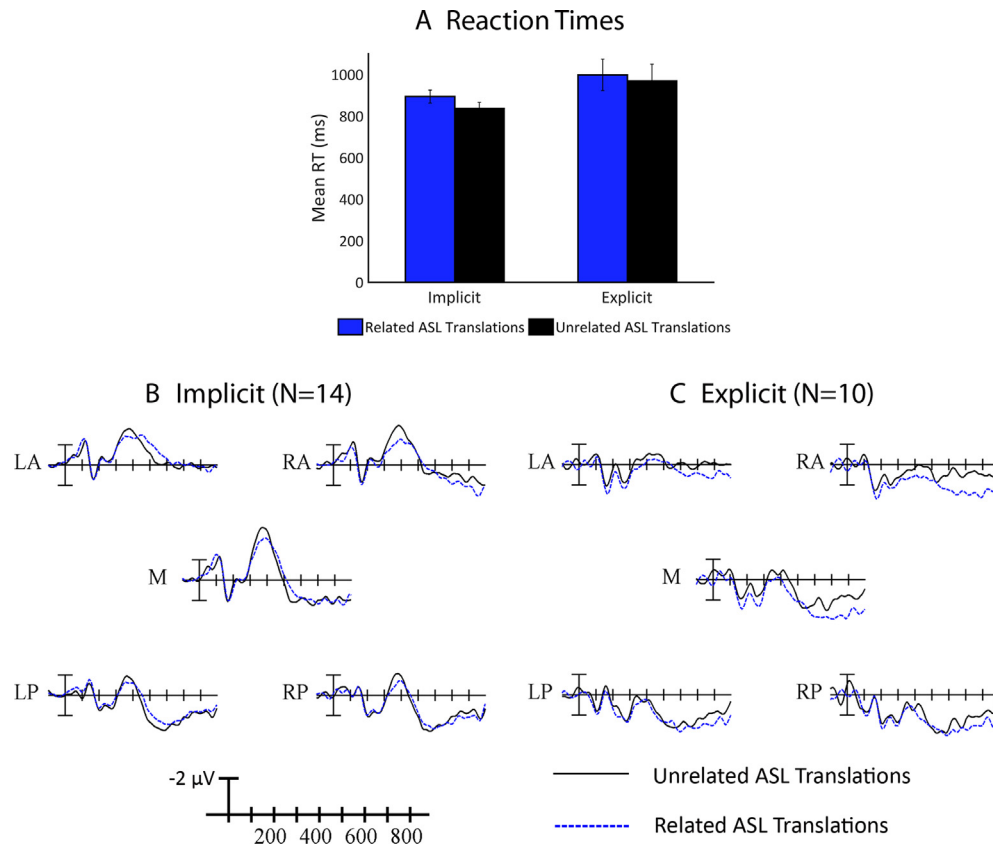 A Reaction Times
Mean RT (ms)
1000
800
600
400
200
0
Implicit Explicit
Related ASL Translations Unrelated ASL Translations
B Implicit (N=14) C Explicit (N=10)
LA RA LA RA
M M
LP RP LP RP
-2 μV
200 400 600 800
Unrelated ASL Translations
Related ASL Translations